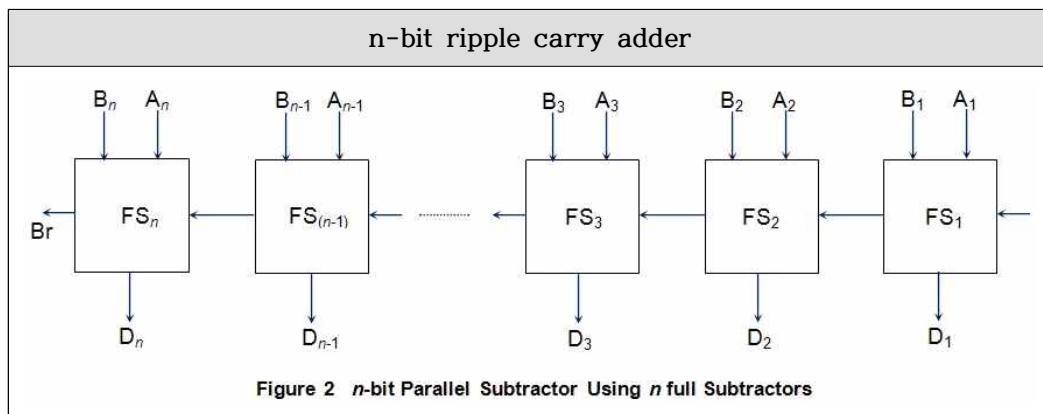 n-bit ripple carry adder
Bₙ Aₙ Bₙ₋₁ Aₙ₋₁ B₃ A₃ B₂ A₂ B₁ A₁
FSₙ FS₍ₙ₋₁₎ FS₃ FS₂ FS₁
Br
Dₙ Dₙ₋₁ D₃ D₂ D₁
Figure 2 n-bit Parallel Subtractor Using n full Subtractors